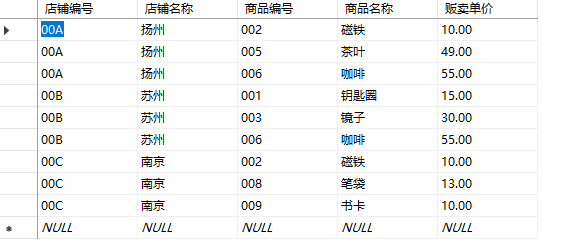 店铺编号 店铺名称 商品编号 商品名称 贩卖单价
00A 扬州 002 磁铁 10.00
00A 扬州 005 茶叶 49.00
00A 扬州 006 咖啡 55.00
00B 苏州 001 钥匙圈 15.00
00B 苏州 003 镜子 30.00
00B 苏州 006 咖啡 55.00
00C 南京 002 磁铁 10.00
00C 南京 008 笔袋 13.00
00C 南京 009 书卡 10.00
NULL NULL NULL NULL NULL